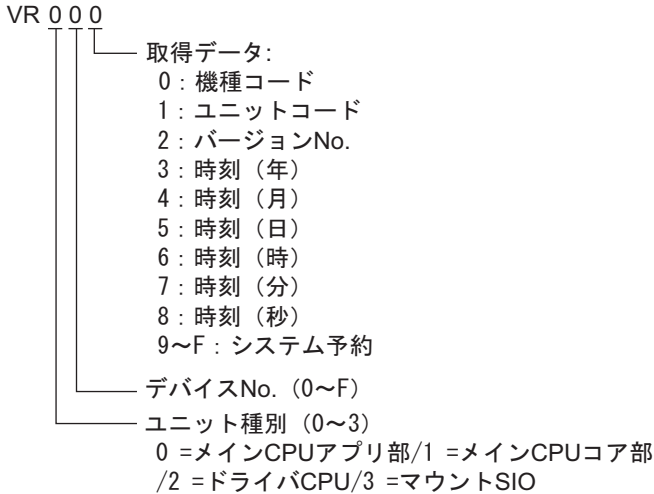 VR 0 0 0
取得データ:
0：機種コード
1：ユニットコード
2：バージョンNo.
3：時刻（年）
4：時刻（月）
5：時刻（日）
6：時刻（時）
7：時刻（分）
8：時刻（秒）
9～F：システム予約
デバイスNo.（0～F）
ユニット種別（0～3）
0 =メインCPUアプリ部/1 =メインCPUコア部
/2 =ドライバCPU/3 =マウントSIO